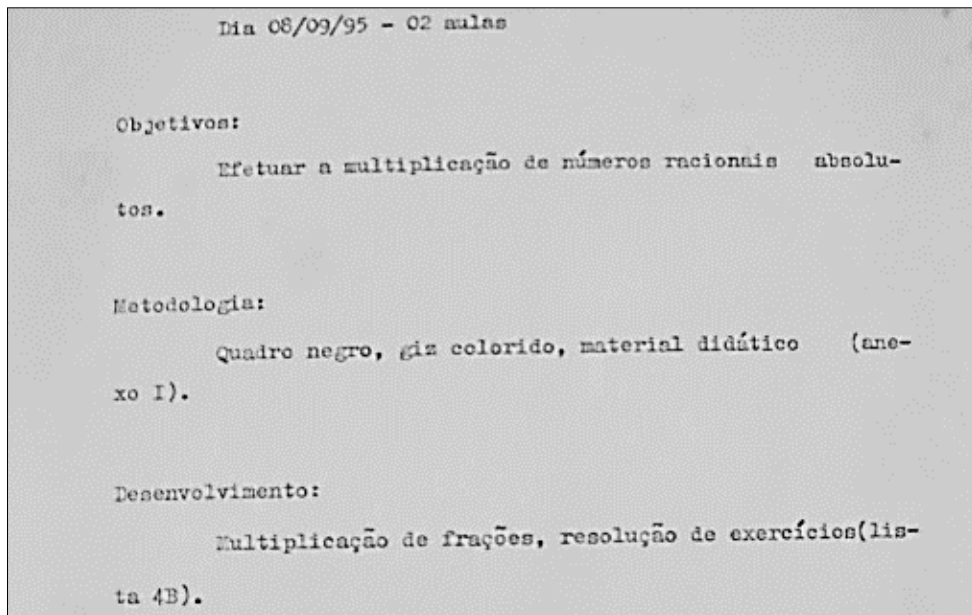 Dia 08/09/95 - 02 aulas
Objetivos:
Efetuar a multiplicação de números racionais absolu-
tos.
Metodologia:
Quadro negro, giz colorido, material didático (ane-
xo I).
Desenvolvimento:
Multiplicação de frações, resolução de exercícios(lis-
ta 4B).